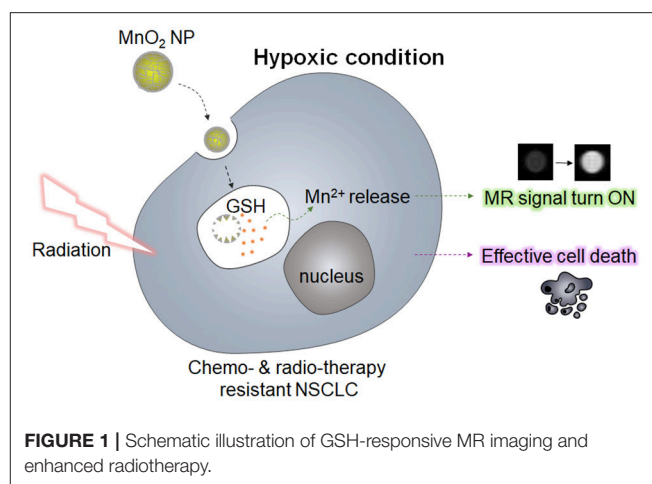 MnO₂ NP
Hypoxic condition
GSH
Mn²⁺ release
MR signal turn ON
Radiation
Effective cell death
nucleus
Chemo- & radio-therapy
resistant NSCLC
FIGURE 1 | Schematic illustration of GSH-responsive MR imaging and
enhanced radiotherapy.